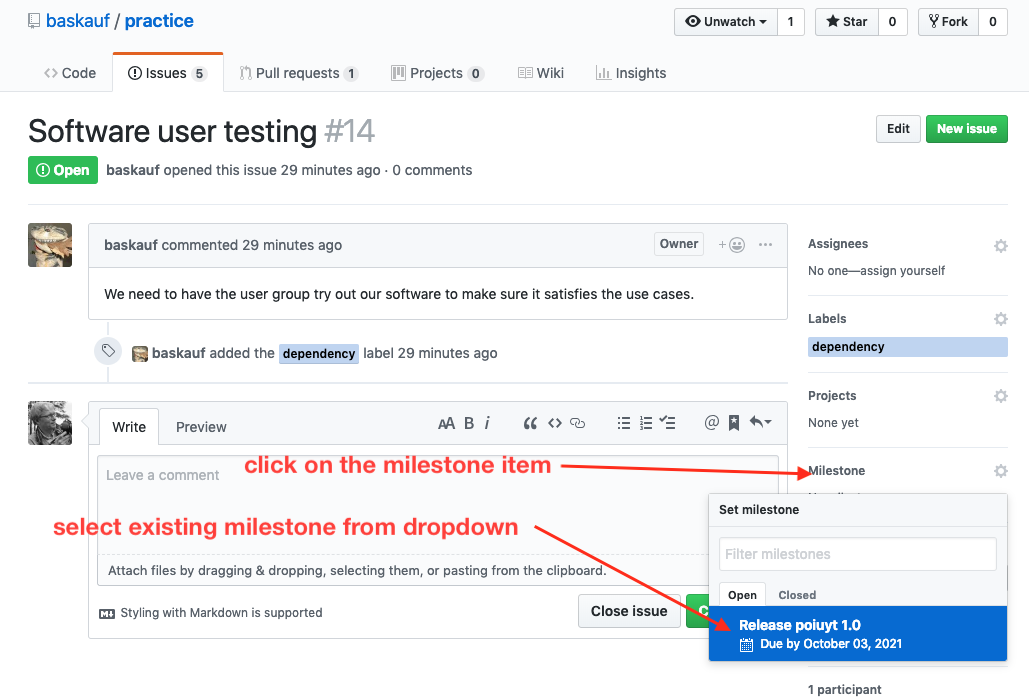 baskauf / practice
Unwatch 1
Star 0
Fork 0
Code
Issues 5
Pull requests 1
Projects 0
Wiki
Insights
Software user testing #14
Edit
New issue
Open
baskauf opened this issue 29 minutes ago · 0 comments
baskauf commented 29 minutes ago
Owner
We need to have the user group try out our software to make sure it satisfies the use cases.
baskauf added the dependency label 29 minutes ago
Write
Preview
Leave a comment
click on the milestone item
select existing milestone from dropdown
Attach files by dragging & dropping, selecting them, or pasting from the clipboard.
Styling with Markdown is supported
Close issue
Assignees
No one—assign yourself
Labels
dependency
Projects
None yet
Milestone
Set milestone
Filter milestones
Open
Closed
Release poiuyt 1.0
Due by October 03, 2021
1 participant